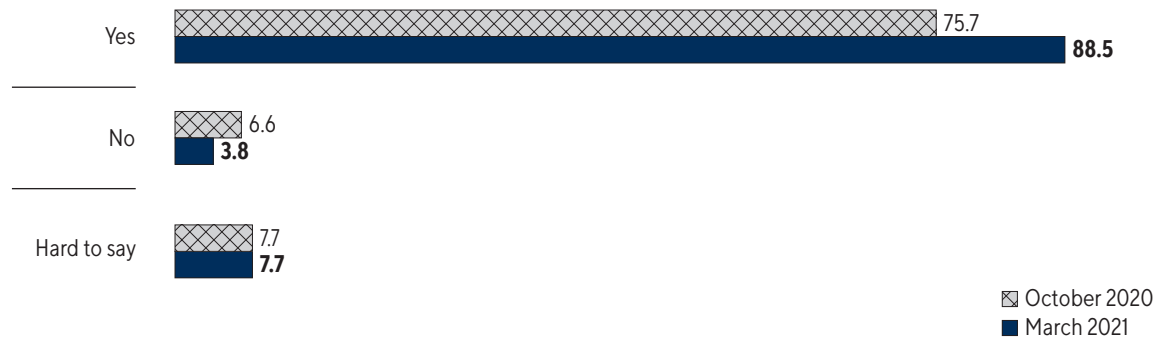 Yes
75.7
88.5
No
6.6
3.8
Hard to say
7.7
7.7
October 2020
March 2021